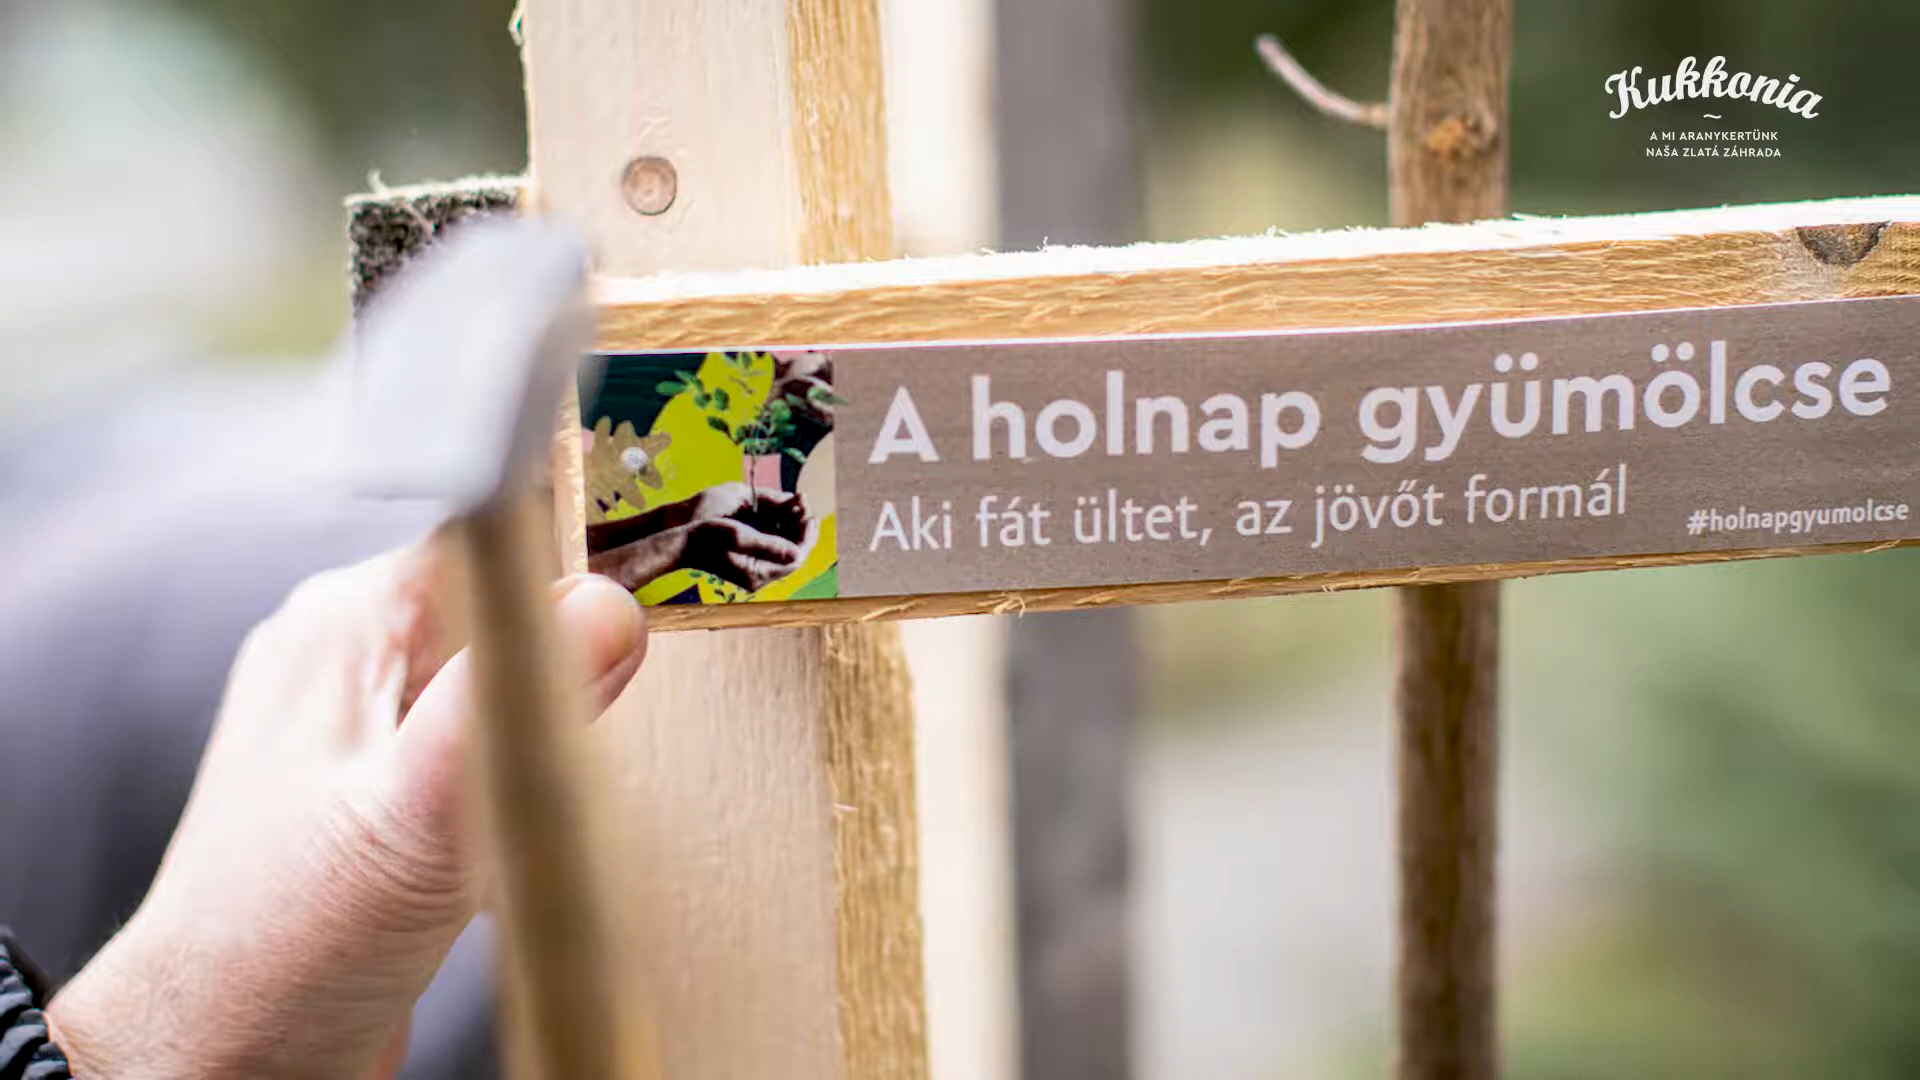 Kukkonia
A MI ARANYKERTÜNK
NAŠA ZLATÁ ZÁHRADA
A holnap gyümölcse
Aki fát ültet, az jövőt formál
#holnapgyumolcse